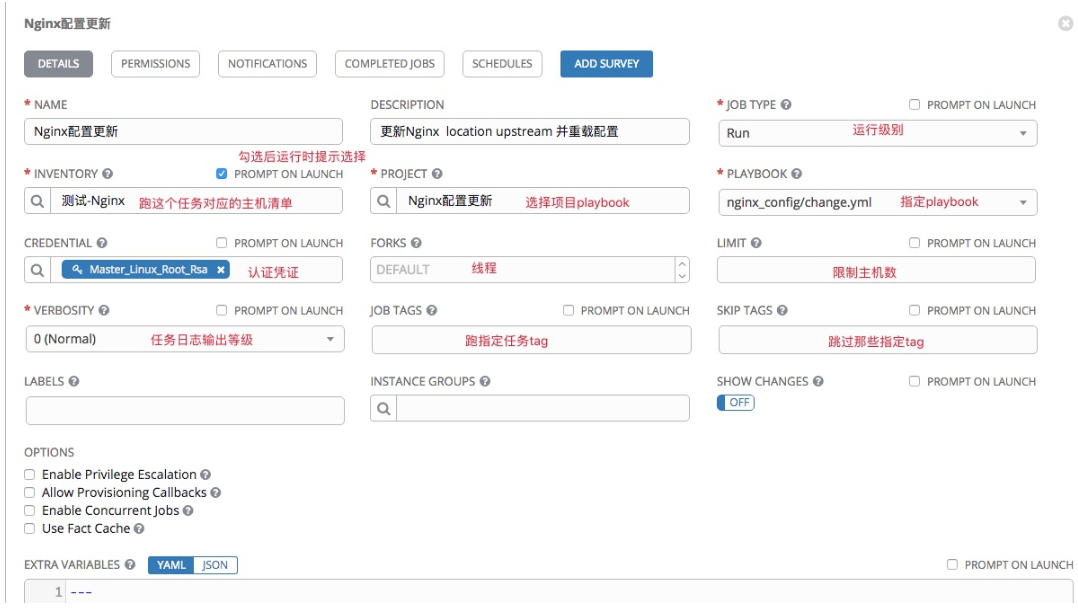 Nginx配置更新
DETAILS PERMISSIONS NOTIFICATIONS COMPLETED JOBS SCHEDULES ADD SURVEY
* NAME DESCRIPTION * JOB TYPE PROMPT ON LAUNCH
Nginx配置更新 更新Nginx location upstream 并重载配置 Run 运行级别
勾选后运行时提示选择
* INVENTORY PROMPT ON LAUNCH * PROJECT * PLAYBOOK
测试-Nginx 跑这个任务对应的主机清单 Nginx配置更新 选择项目playbook nginx_config/change.yml 指定playbook
CREDENTIAL PROMPT ON LAUNCH FORKS LIMIT PROMPT ON LAUNCH
Master_Linux_Root_Rsa × 认证凭证 DEFAULT 线程 限制主机数
* VERBOSITY PROMPT ON LAUNCH JOB TAGS PROMPT ON LAUNCH SKIP TAGS PROMPT ON LAUNCH
0 (Normal) 任务日志输出等级 跑指定任务tag 跳过那些指定tag
LABELS INSTANCE GROUPS SHOW CHANGES PROMPT ON LAUNCH
OFF
OPTIONS
Enable Privilege Escalation
Allow Provisioning Callbacks
Enable Concurrent Jobs
Use Fact Cache
EXTRA VARIABLES YAML JSON PROMPT ON LAUNCH
1 ---